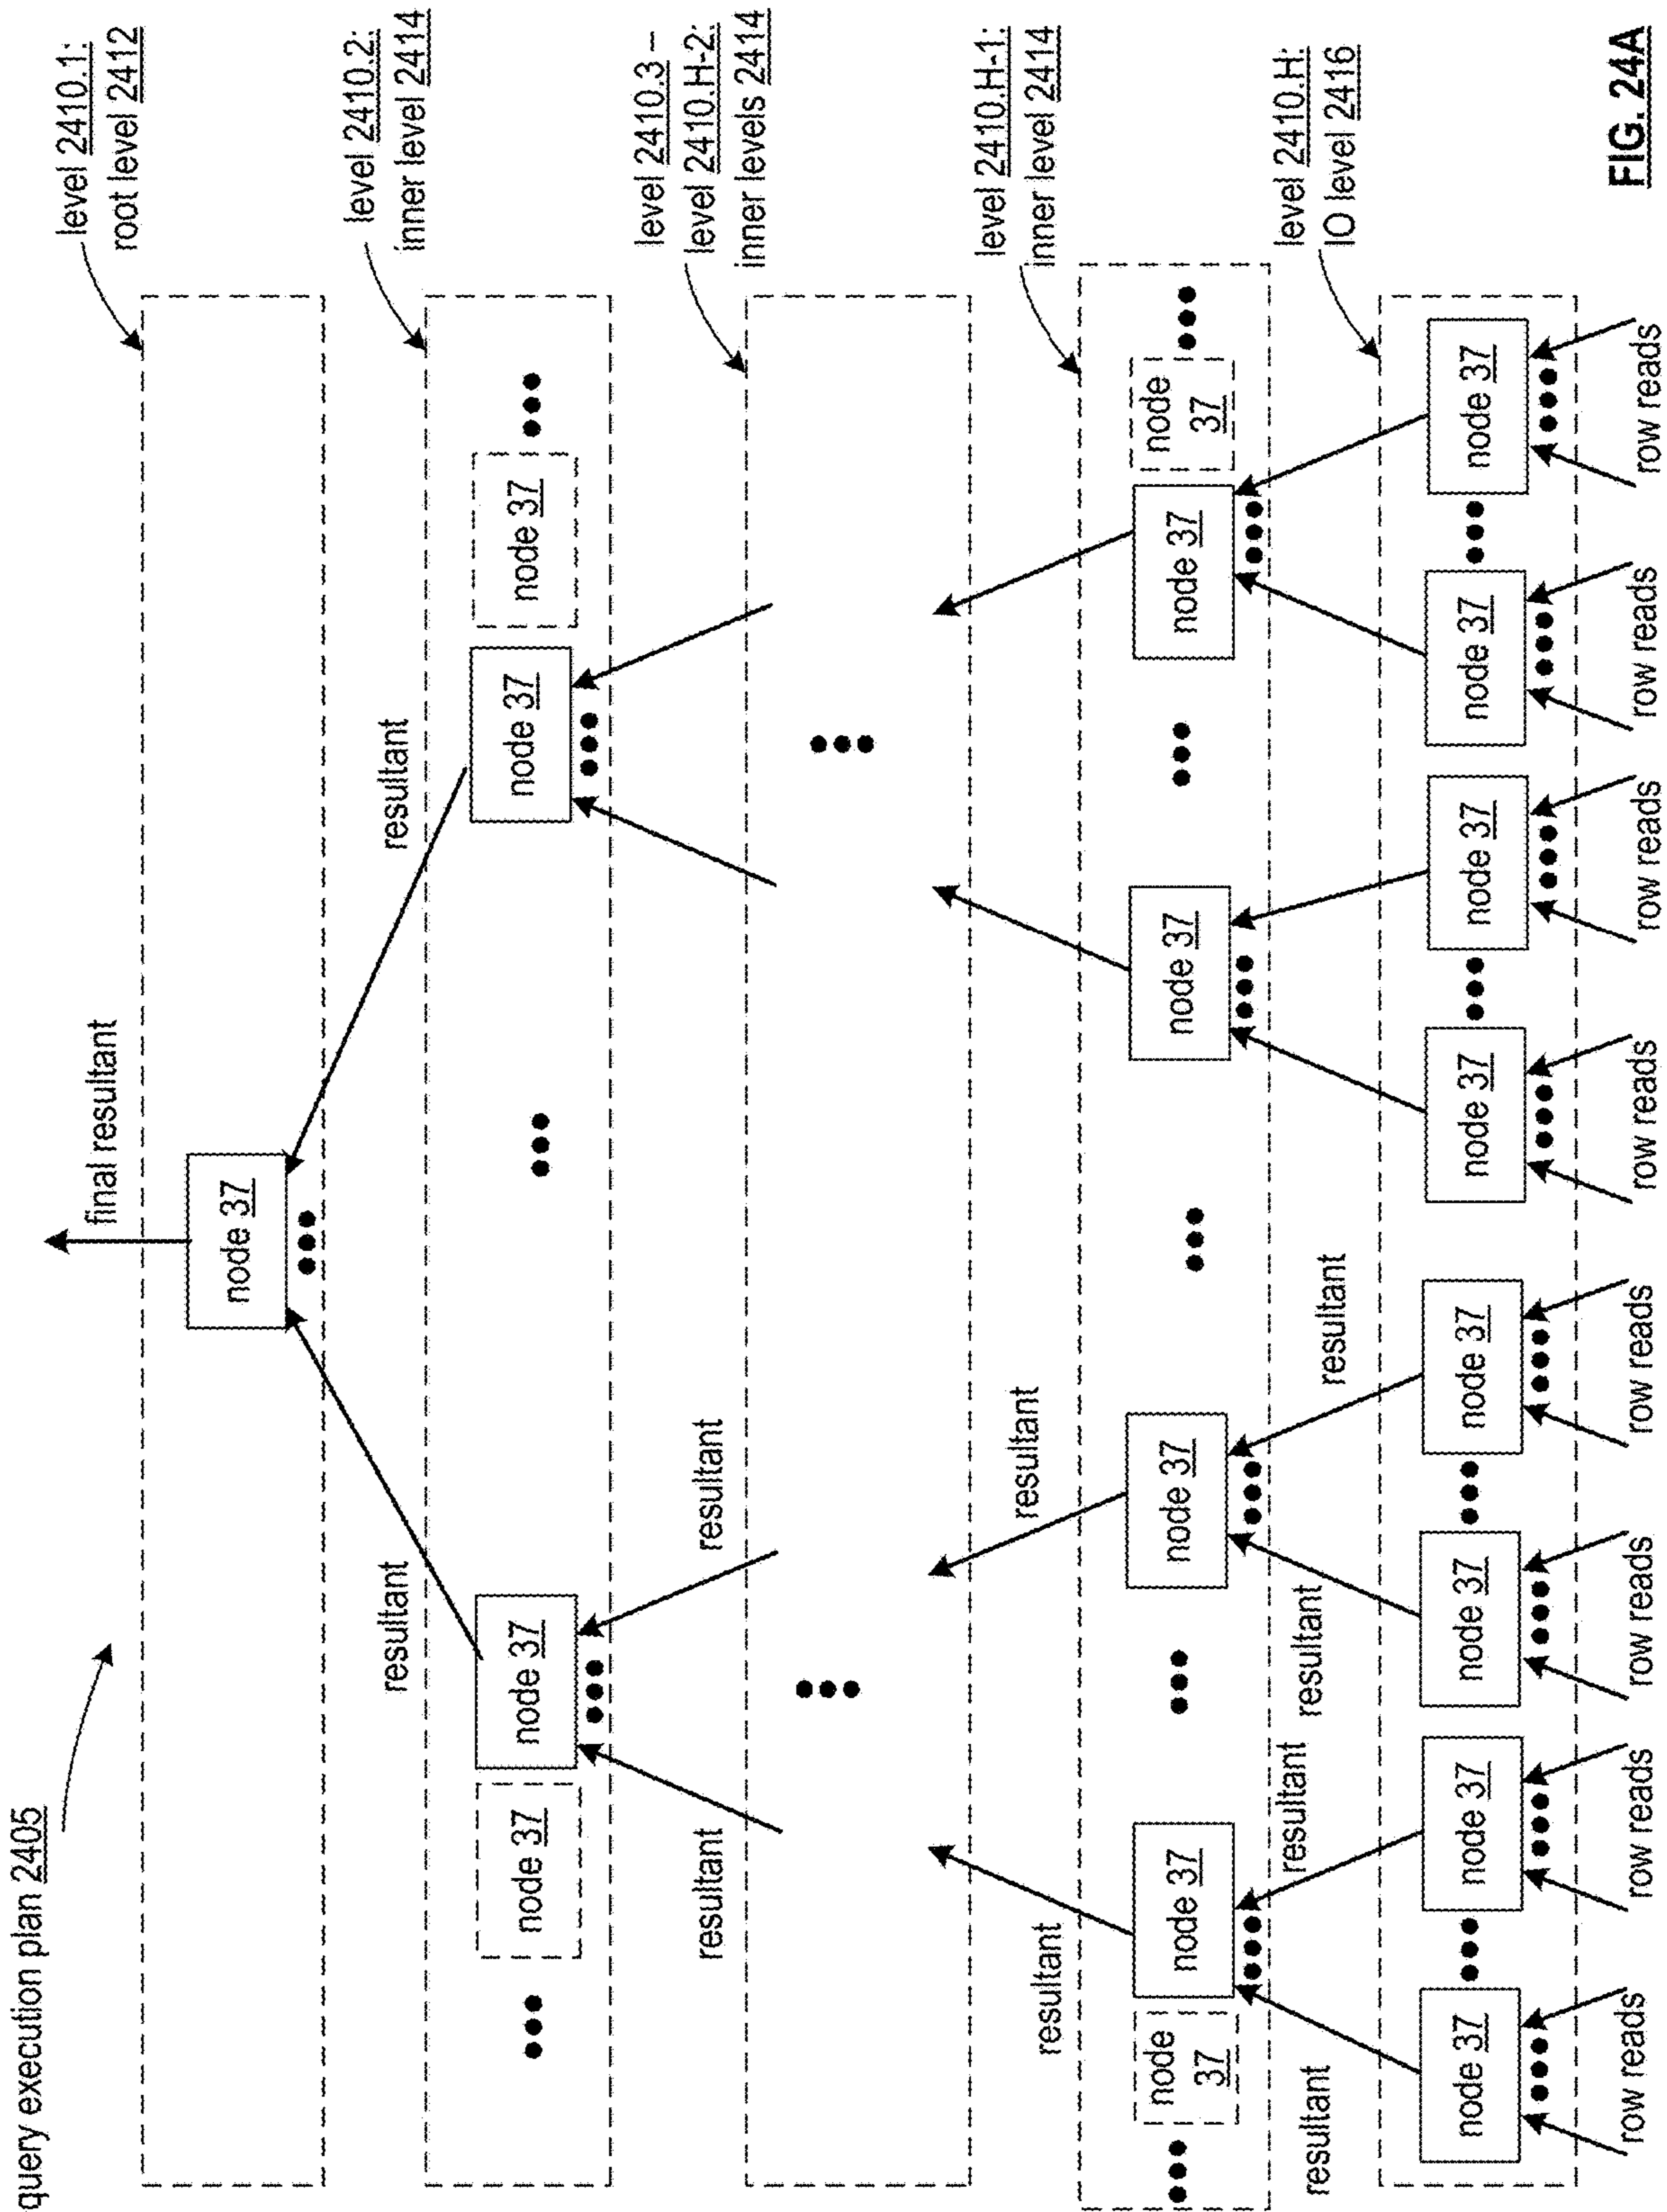 query execution plan 2405
final resultant
level 2410.1:
root level 2412
node 37
resultant
resultant
level 2410.2:
inner level 2414
node 37
node 37
node 37
node 37
resultant
resultant
level 2410.3 –
level 2410.H-2:
inner levels 2414
resultant
resultant
level 2410.H-1:
inner level 2414
node
37
node 37
node 37
node 37
node 37
node
37
resultant
resultant
resultant
resultant
level 2410.H:
IO level 2416
node 37
node 37
node 37
node 37
node 37
node 37
node 37
node 37
row reads
row reads
row reads
row reads
row reads
row reads
row reads
row reads
FIG. 24A